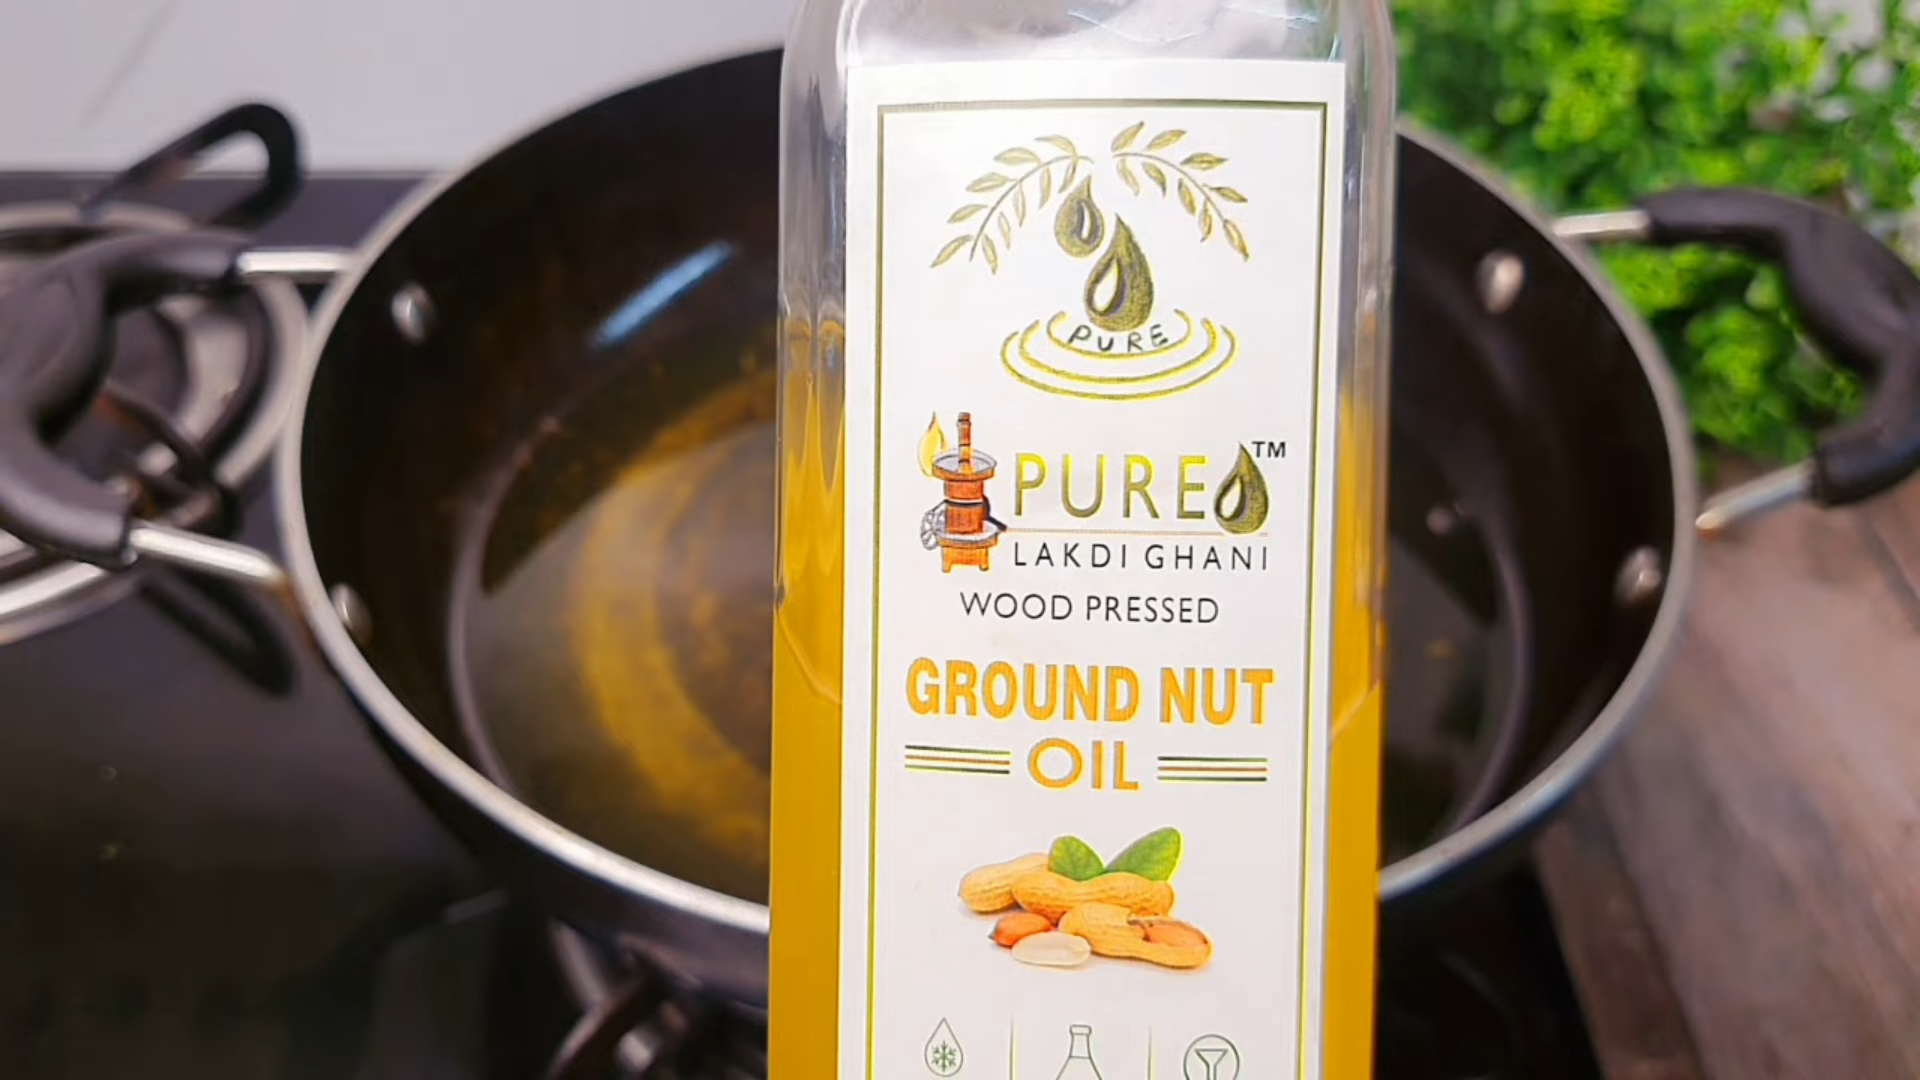 PURE
PURE™
LAKDI GHANI
WOOD PRESSED
GROUND NUT
OIL